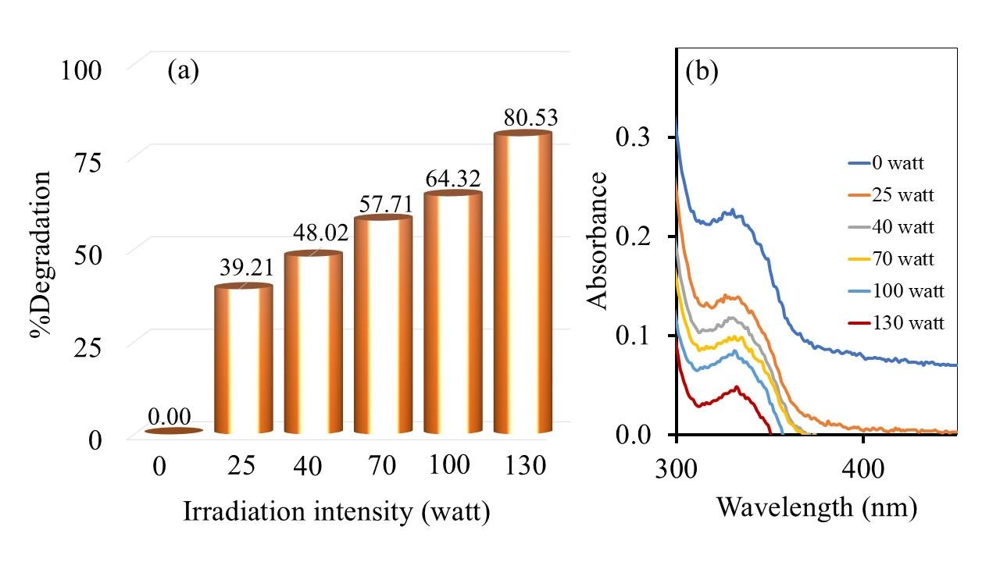 (a)
100
75
50
25
0
%Degradation
0.00
39.21
48.02
57.71
64.32
80.53
0 25 40 70 100 130
Irradiation intensity (watt)
(b)
0.3
0.2
0.1
0.0
Absorbance
0 watt
25 watt
40 watt
70 watt
100 watt
130 watt
300 400
Wavelength (nm)